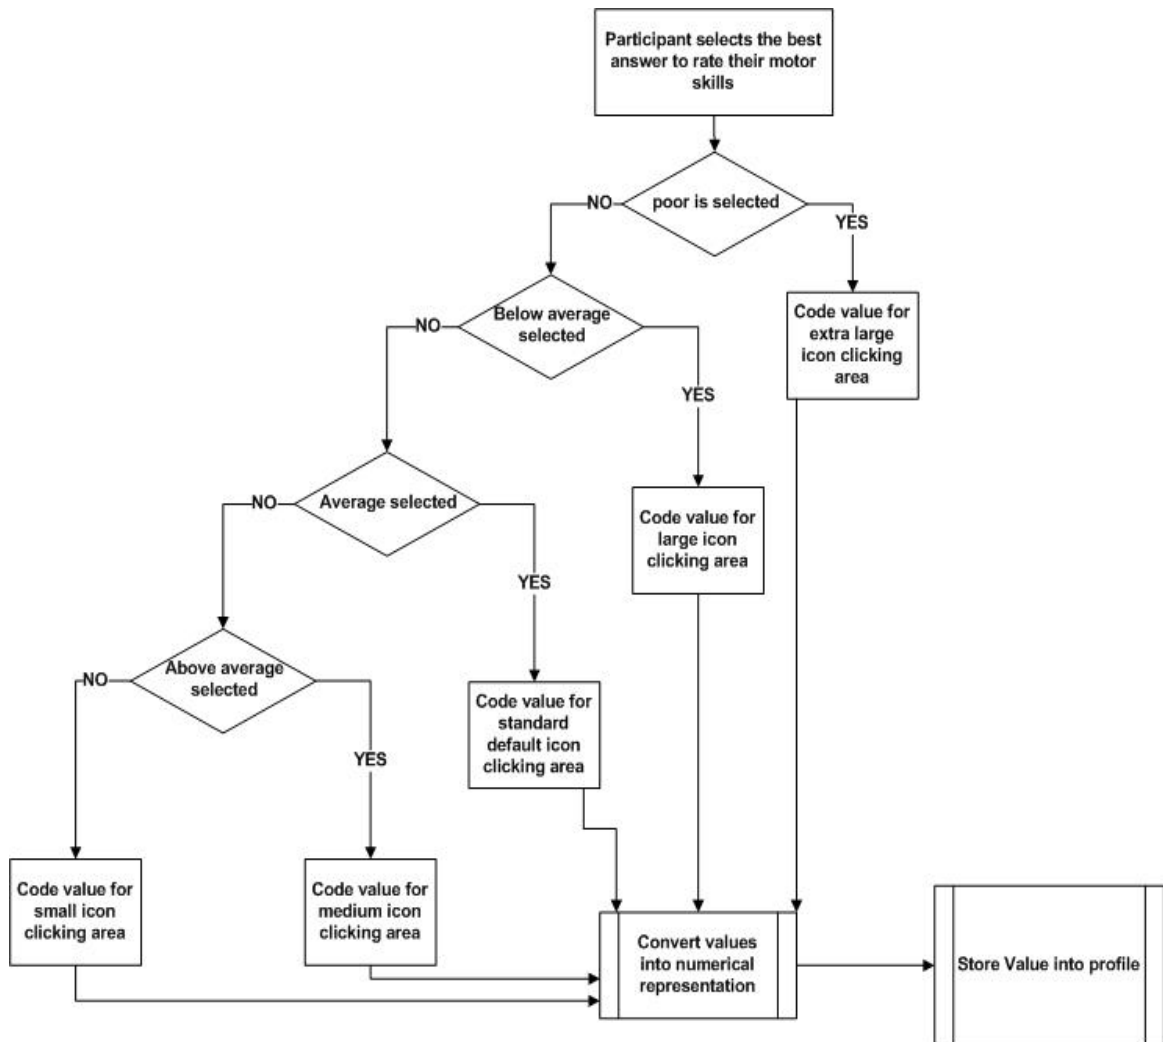 Participant selects the best
answer to rate their motor
skills
NO
poor is selected
YES
NO
Below average
selected
Code value for
extra large
icon clicking
area
YES
NO
Average selected
Code value for
large icon
clicking area
YES
NO
Above average
selected
Code value for
standard
default icon
clicking area
YES
Code value for
small icon
clicking area
Code value for
medium icon
clicking area
Convert values
into numerical
representation
Store Value into profile